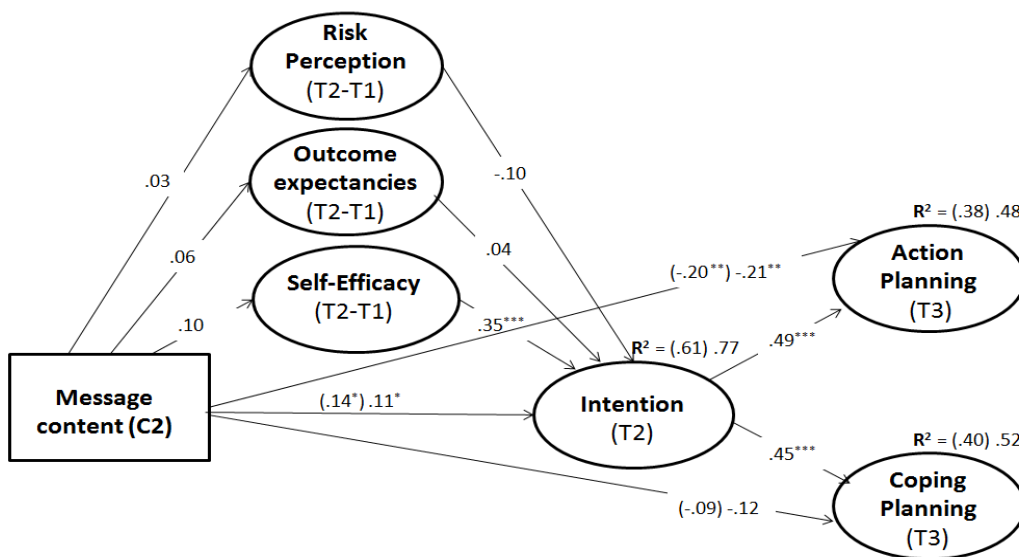 Risk
Perception
(T2-T1)
.03
-.10
Outcome
expectancies
(T2-T1)
.06
.04
R² = (.38) .48
Action
Planning
(T3)
(-.20**) -.21**
Self-Efficacy
(T2-T1)
.10
.35***
R² = (.61) .77
.49***
Message
content (C2)
(.14*) .11*
Intention
(T2)
.45***
R² = (.40) .52
Coping
Planning
(T3)
(-.09) -.12